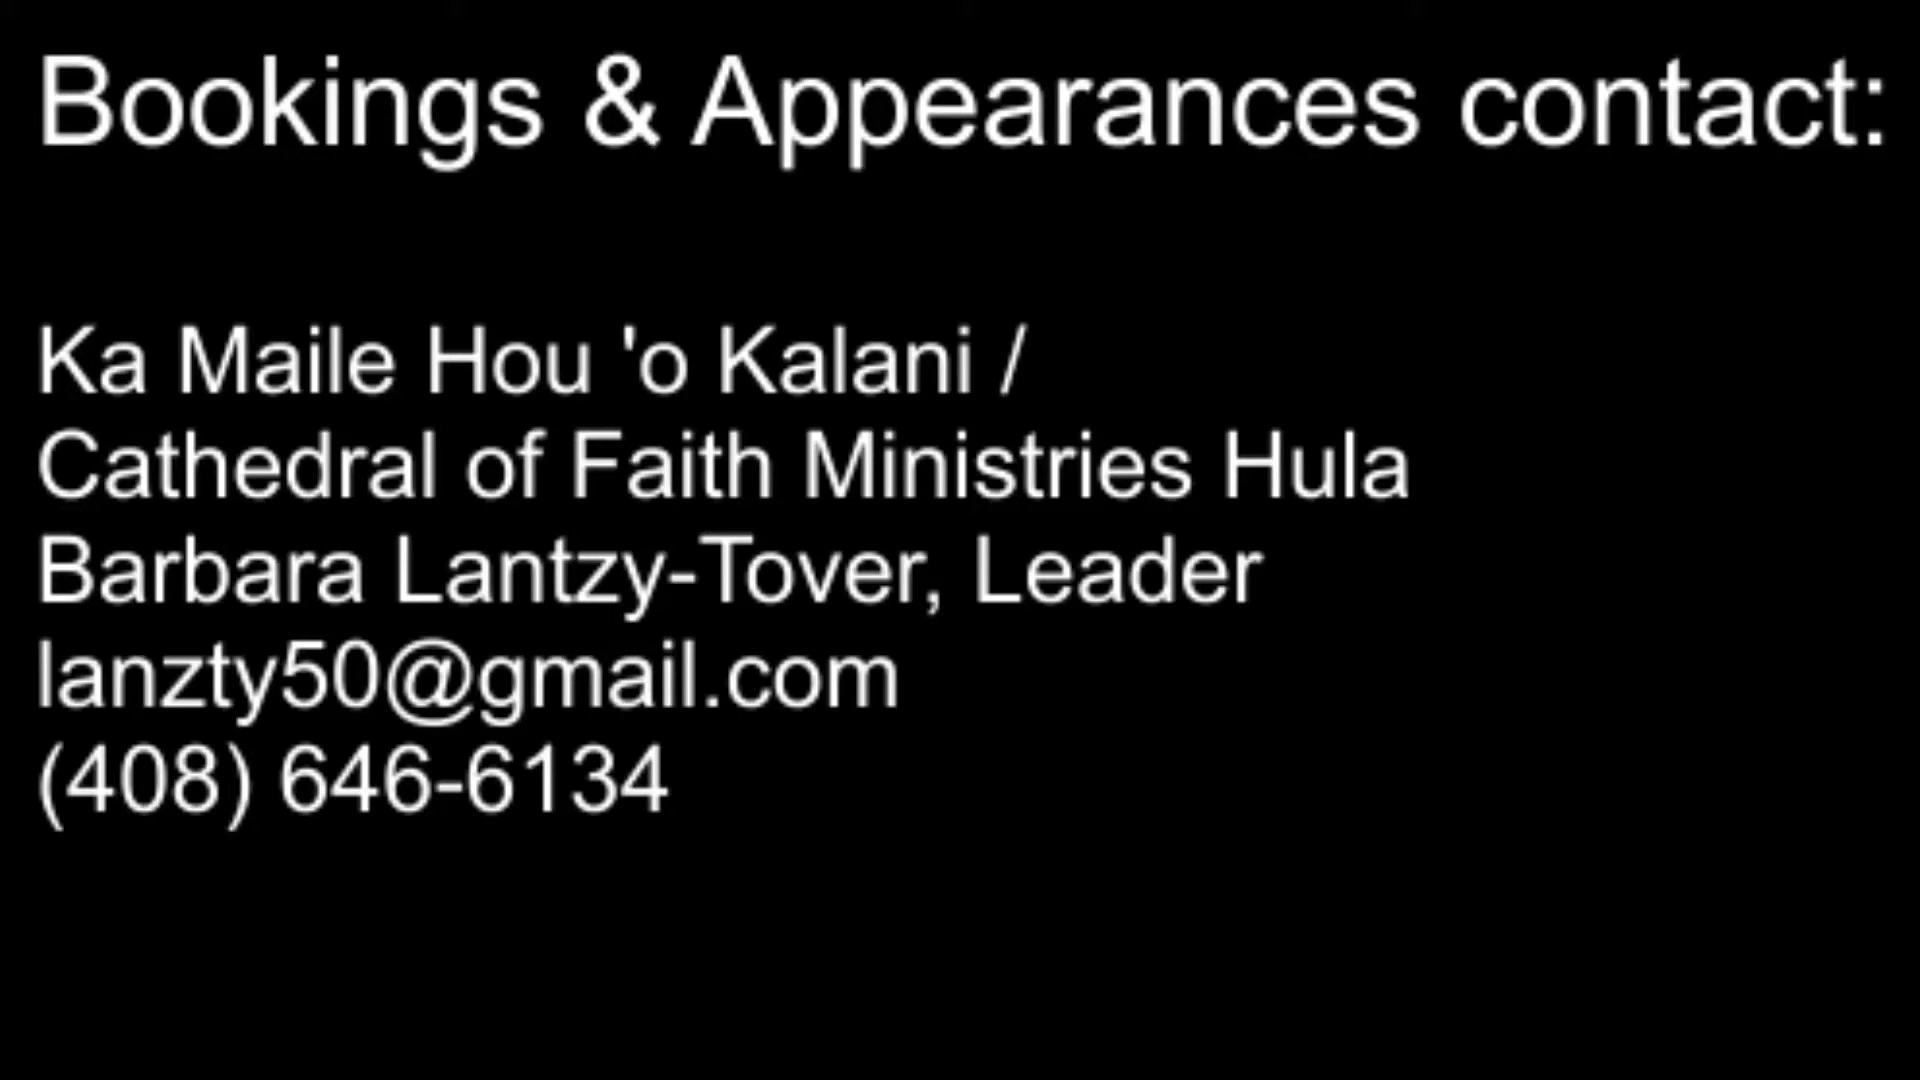 Bookings & Appearances contact:
Ka Maile Hou 'o Kalani /
Cathedral of Faith Ministries Hula
Barbara Lantzy-Tover, Leader
lanzty50@gmail.com
(408) 646-6134